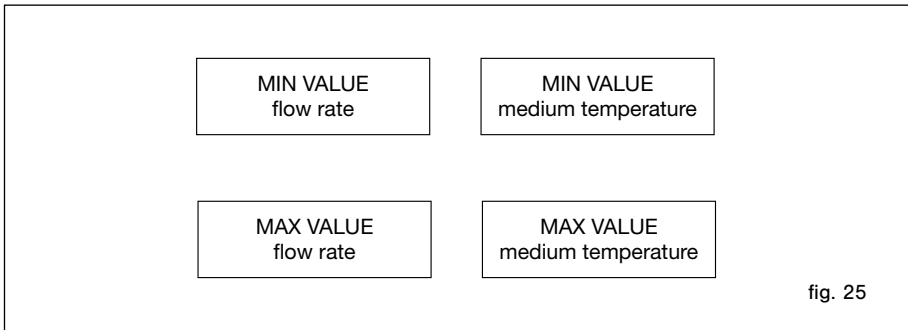 MIN VALUE
flow rate
MIN VALUE
medium temperature
MAX VALUE
flow rate
MAX VALUE
medium temperature
fig. 25